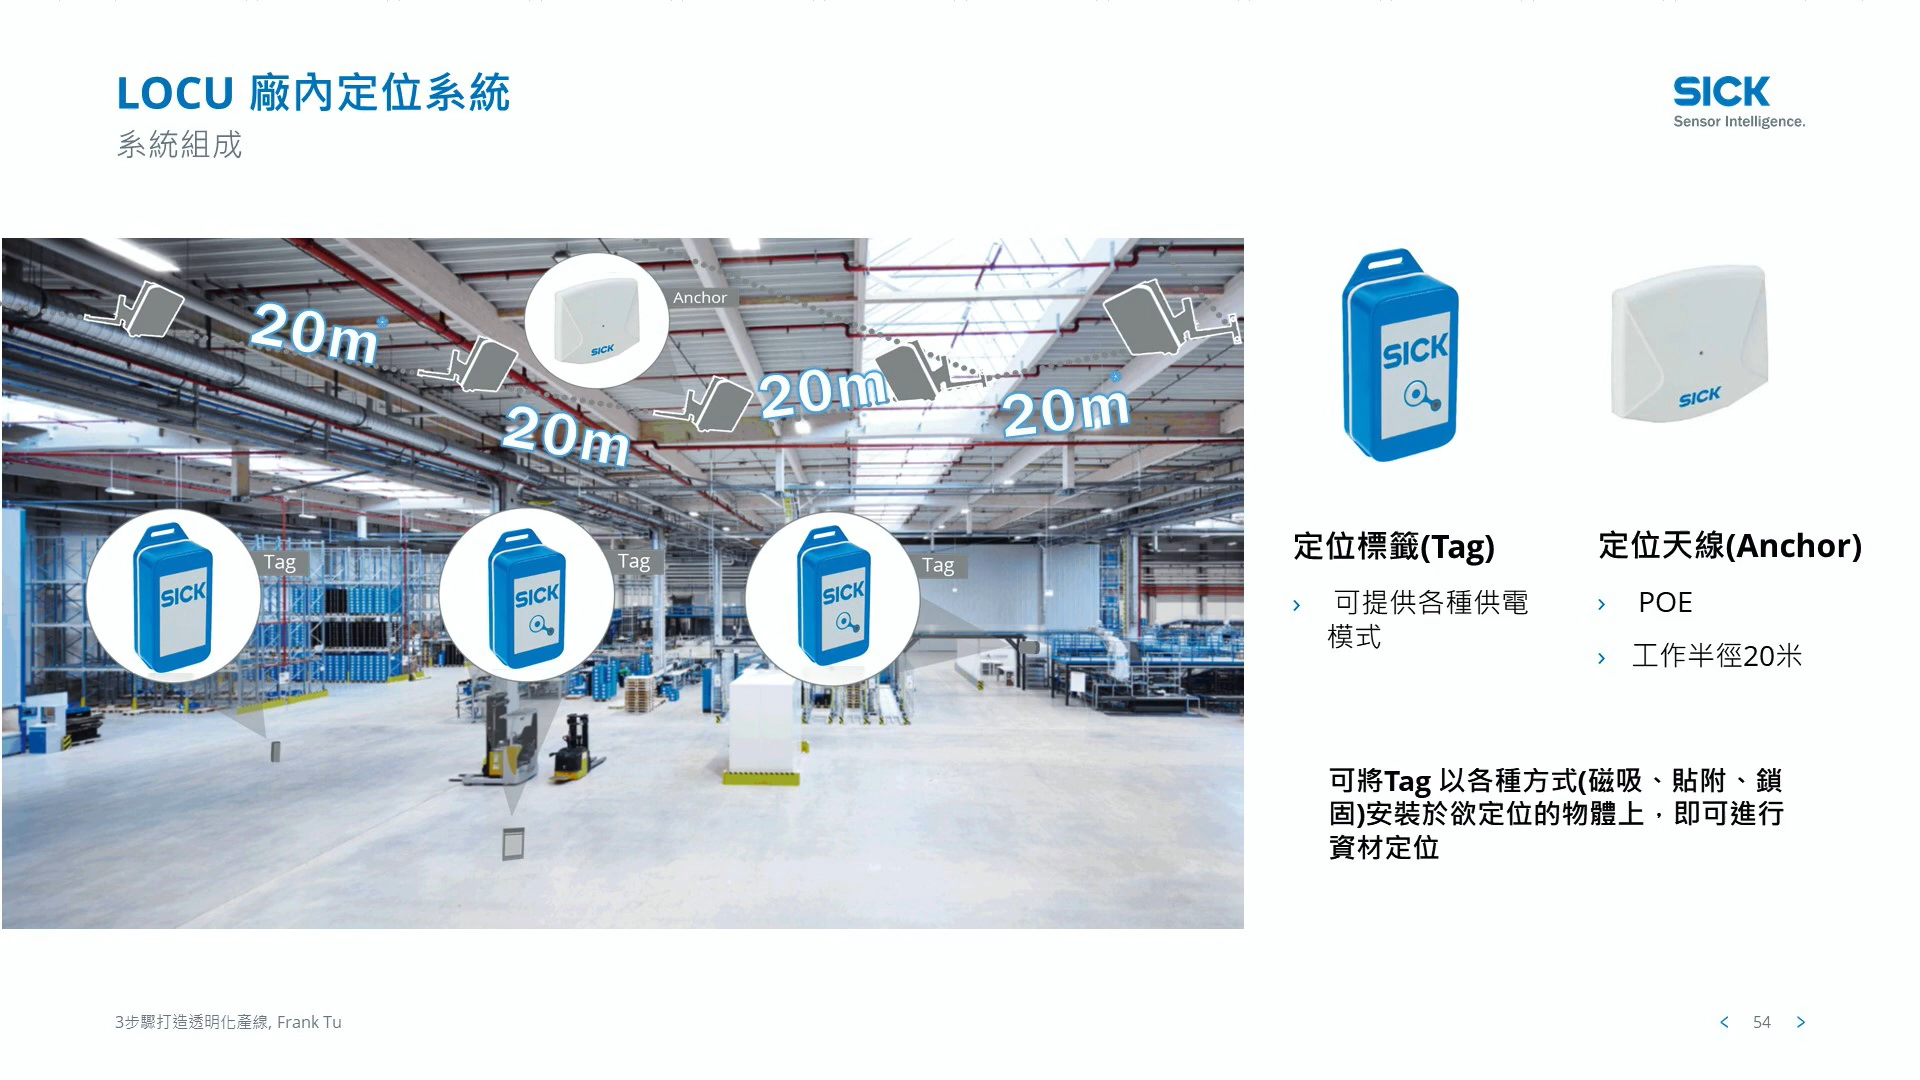 LOCU 廠內定位系統
系統組成
SICK
Sensor Intelligence.
Anchor
SICK
20m
20m
20m
20m
Tag
SICK
Tag
SICK
Tag
SICK
SICK
SICK
定位標籤(Tag)
› 可提供各種供電
模式
定位天線(Anchor)
› POE
› 工作半徑20米
可將Tag 以各種方式(磁吸、貼附、鎖
固)安裝於欲定位的物體上，即可進行
資材定位
3步驟打造透明化產線, Frank Tu
< 54 >